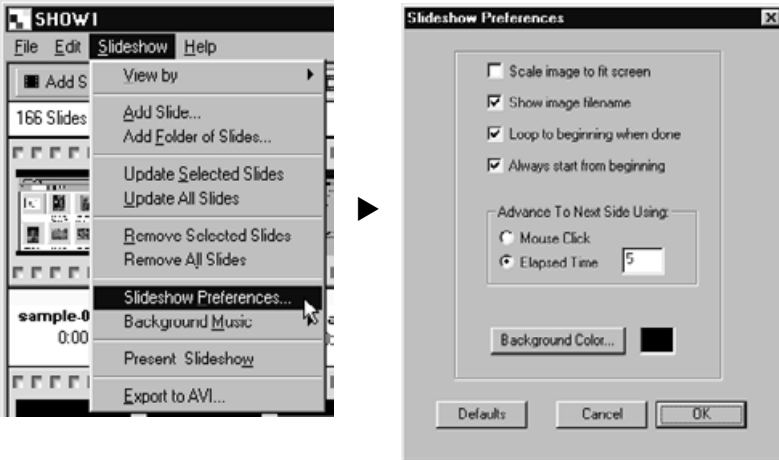 SHOW1
File Edit Slideshow Help
Add S
View by
166 Slides
Add Slide...
Add Folder of Slides...
Update Selected Slides
Update All Slides
Remove Selected Slides
Remove All Slides
Slideshow Preferences...
Background Music
sample-0
0:00
Present Slideshow
Export to AVI...
Slideshow Preferences
Scale image to fit screen
Show image filename
Loop to beginning when done
Always start from beginning
Advance To Next Side Using:
Mouse Click
Elapsed Time 5
Background Color...
Defaults Cancel OK